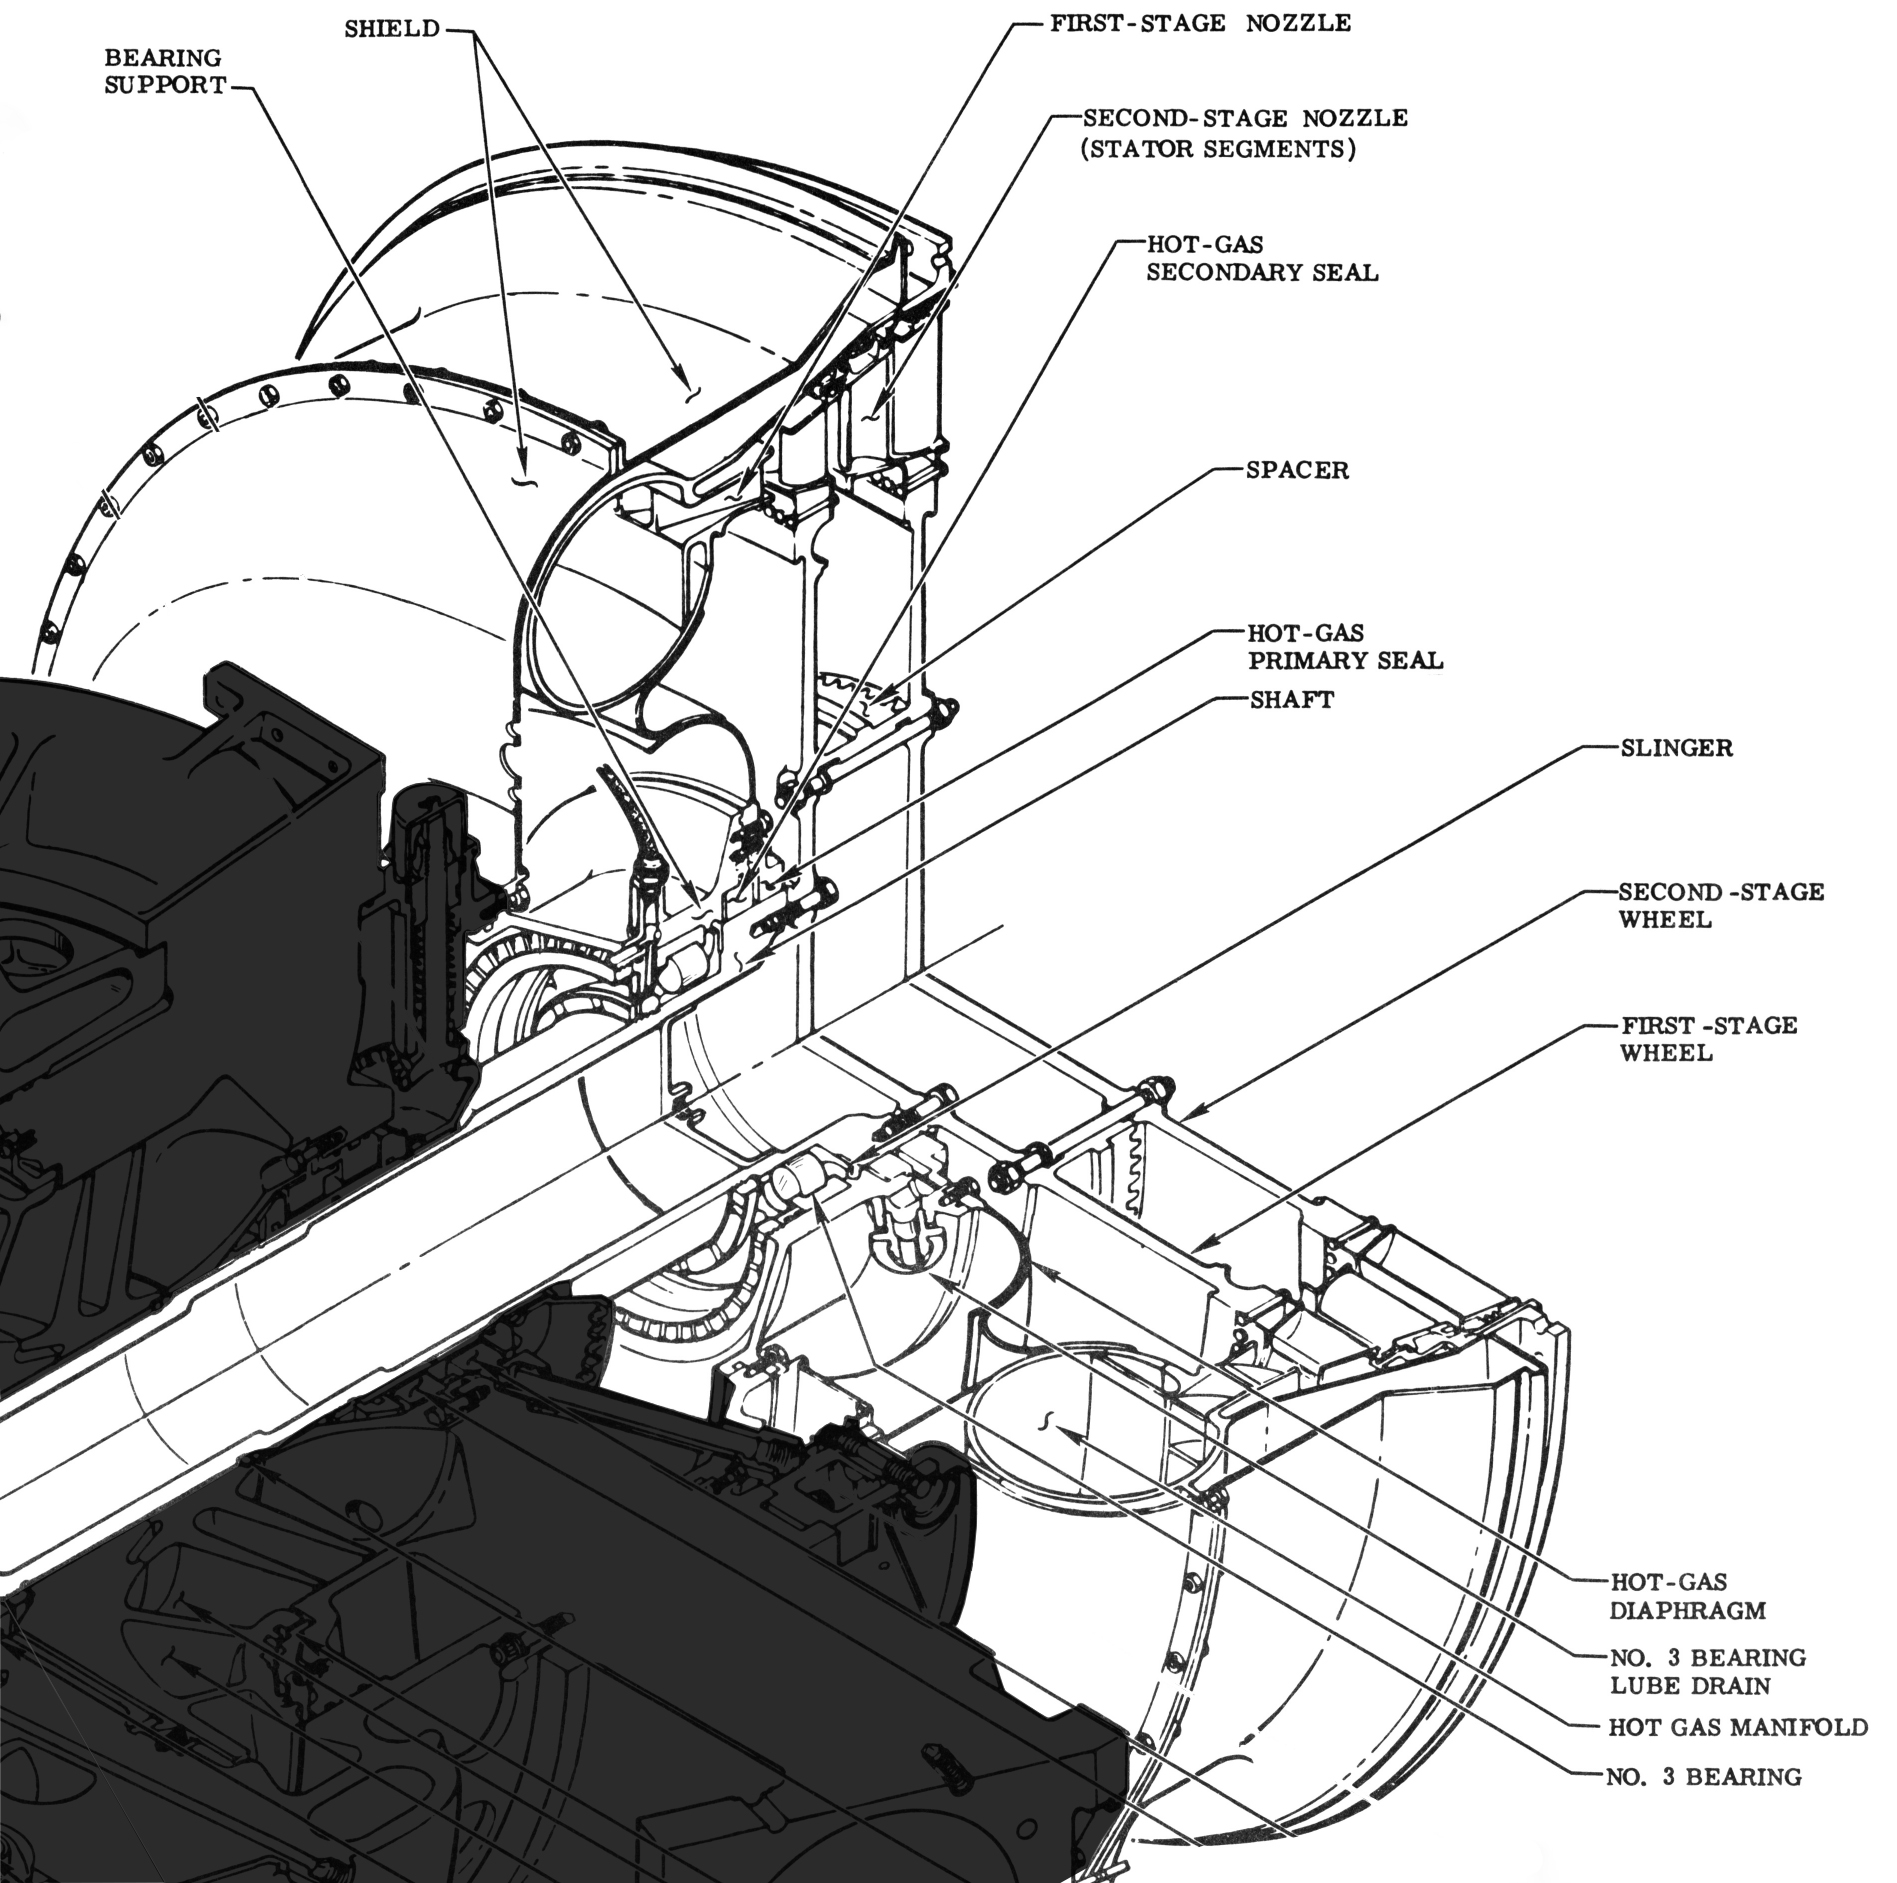 SHIELD
BEARING
SUPPORT
FIRST-STAGE NOZZLE
SECOND-STAGE NOZZLE
(STATOR SEGMENTS)
HOT-GAS
SECONDARY SEAL
SPACER
HOT-GAS
PRIMARY SEAL
SHAFT
SLINGER
SECOND-STAGE
WHEEL
FIRST-STAGE
WHEEL
HOT-GAS
DIAPHRAGM
NO. 3 BEARING
LUBE DRAIN
HOT GAS MANIFOLD
NO. 3 BEARING